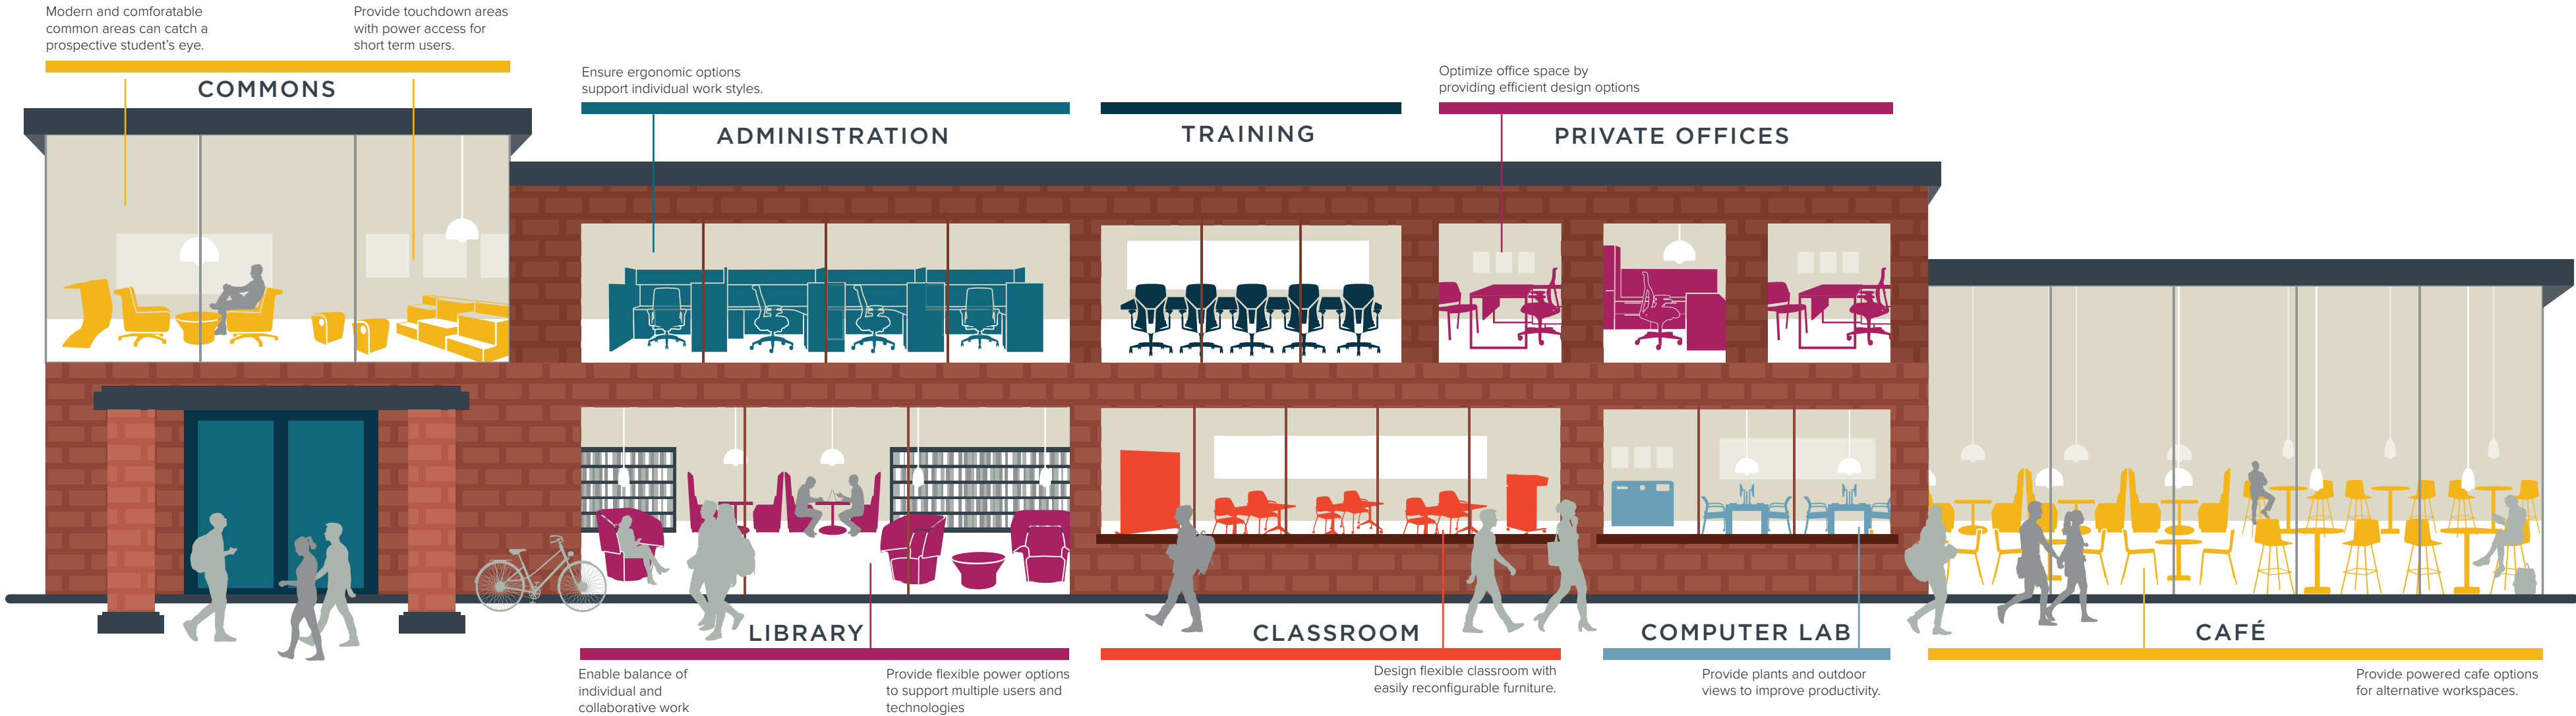 Modern and comforatable
common areas can catch a
prospective student's eye.
Provide touchdown areas
with power access for
short term users.
COMMONS
Ensure ergonomic options
support individual work styles.
ADMINISTRATION
TRAINING
Optimize office space by
providing efficient design options
PRIVATE OFFICES
LIBRARY
Enable balance of
individual and
collaborative work
Provide flexible power options
to support multiple users and
technologies
CLASSROOM
Design flexible classroom with
easily reconfigurable furniture.
COMPUTER LAB
Provide plants and outdoor
views to improve productivity.
CAFÉ
Provide powered cafe options
for alternative workspaces.